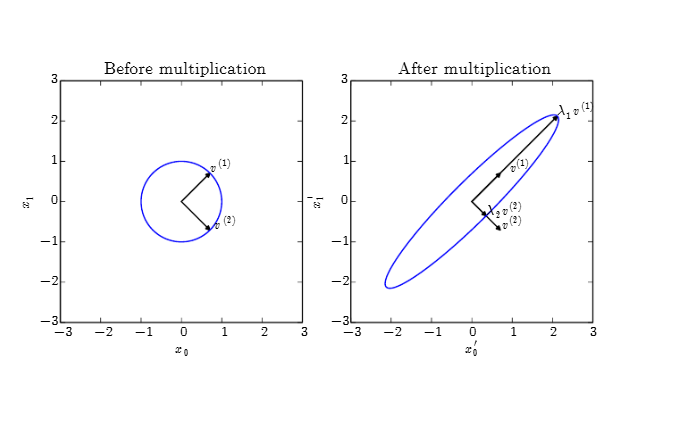 Before multiplication
3
2
1
0
−1
−2
−3
−3 −2 −1 0 1 2 3
x₁
x₀
v⁽¹⁾
v⁽²⁾
After multiplication
3
2
1
0
−1
−2
−3
−3 −2 −1 0 1 2 3
x₁′
x₀′
λ₁ v⁽¹⁾
v⁽¹⁾
λ₂ v⁽²⁾
v⁽²⁾